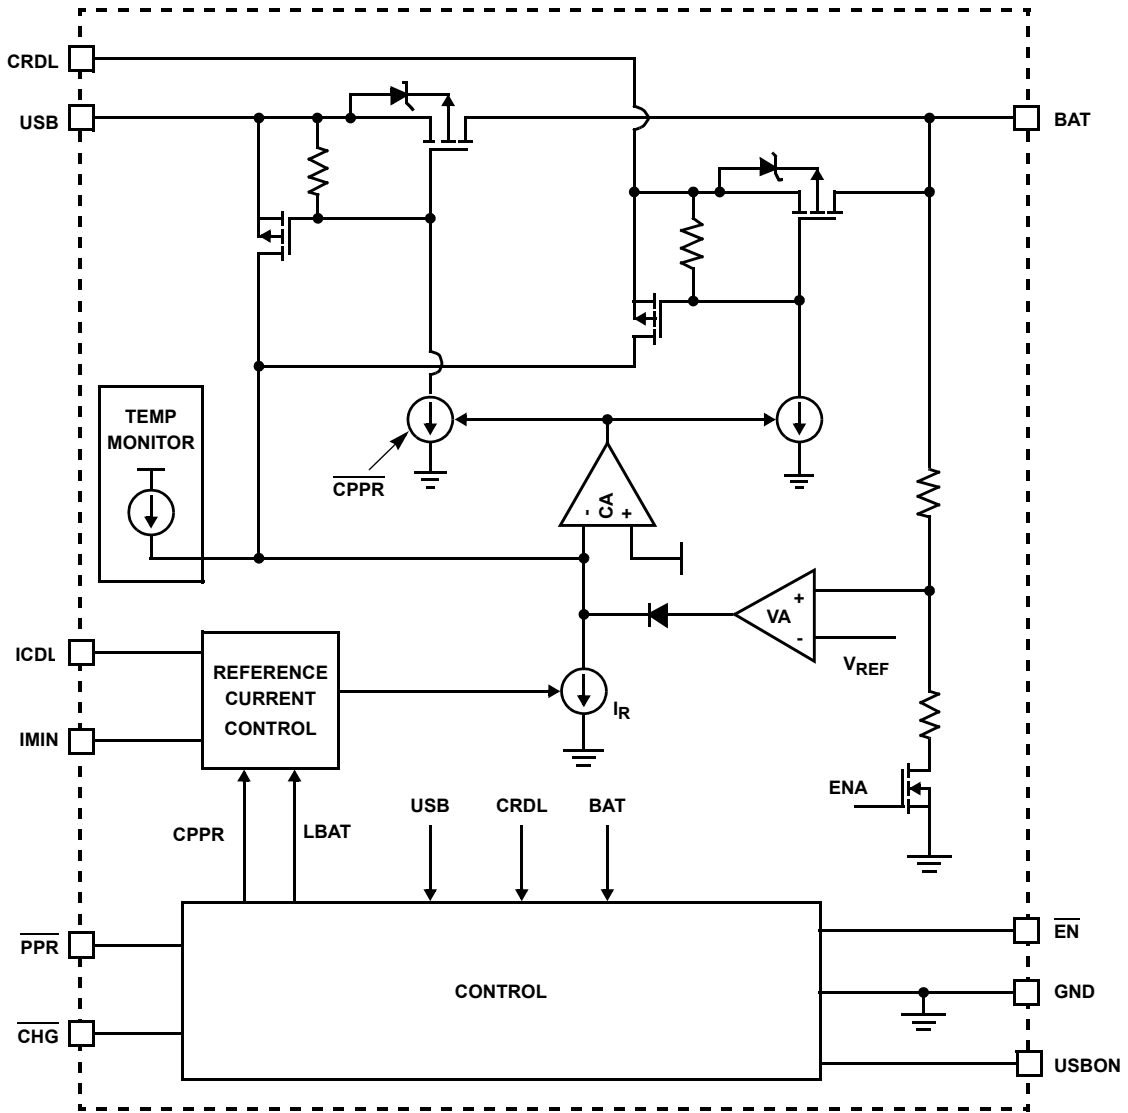 CRDL
USB
BAT
TEMP
MONITOR
CPPR
-
CA
+
+
VA
-
VREF
ICDL
REFERENCE
CURRENT
CONTROL
IR
IMIN
ENA
USB
CRDL
BAT
CPPR
LBAT
EN
PPR
CONTROL
GND
CHG
USBON